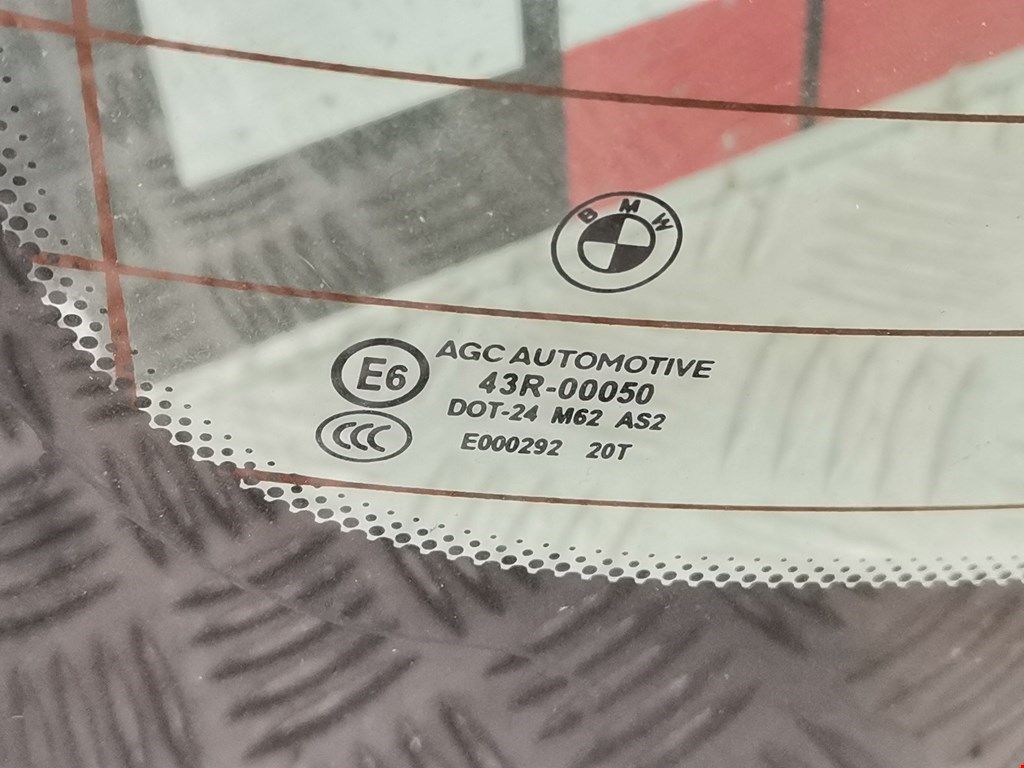 BMW
E6
AGC AUTOMOTIVE
43R-00050
DOT-24 M62 AS2
CCC
E000292 20T